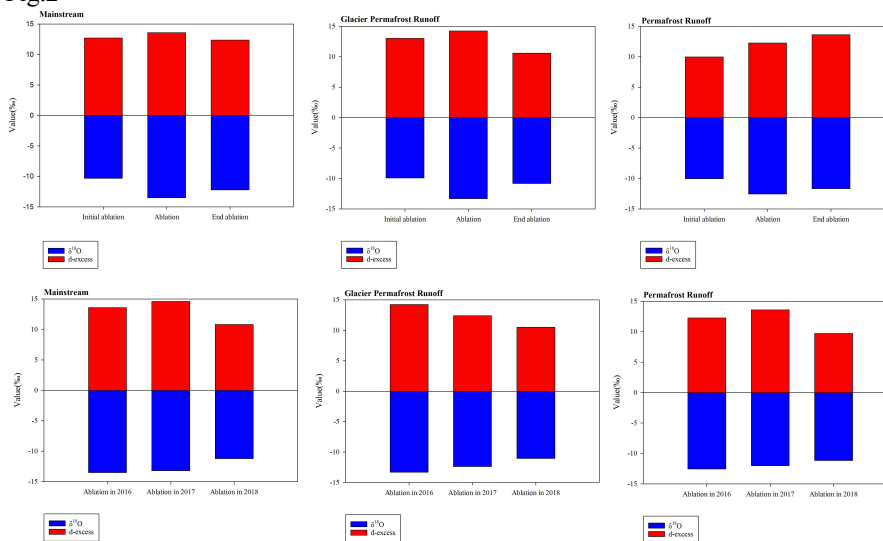 Fig.2
Mainstream
Value(‰)
15
10
5
0
-5
-10
-15
Initial ablation Ablation End ablation
δ¹⁸O
d-excess
Glacier Permafrost Runoff
Value(‰)
15
10
5
0
-5
-10
-15
Initial ablation Ablation End ablation
δ¹⁸O
d-excess
Permafrost Runoff
Value(‰)
15
10
5
0
-5
-10
-15
Initial ablation Ablation End ablation
δ¹⁸O
d-excess
Mainstream
Value(‰)
15
10
5
0
-5
-10
-15
Ablation in 2016 Ablation in 2017 Ablation in 2018
δ¹⁸O
d-excess
Glacier Permafrost Runoff
Value(‰)
15
10
5
0
-5
-10
-15
Ablation in 2016 Ablation in 2017 Ablation in 2018
δ¹⁸O
d-excess
Permafrost Runoff
Value(‰)
15
10
5
0
-5
-10
-15
Ablation in 2016 Ablation in 2017 Ablation in 2018
δ¹⁸O
d-excess